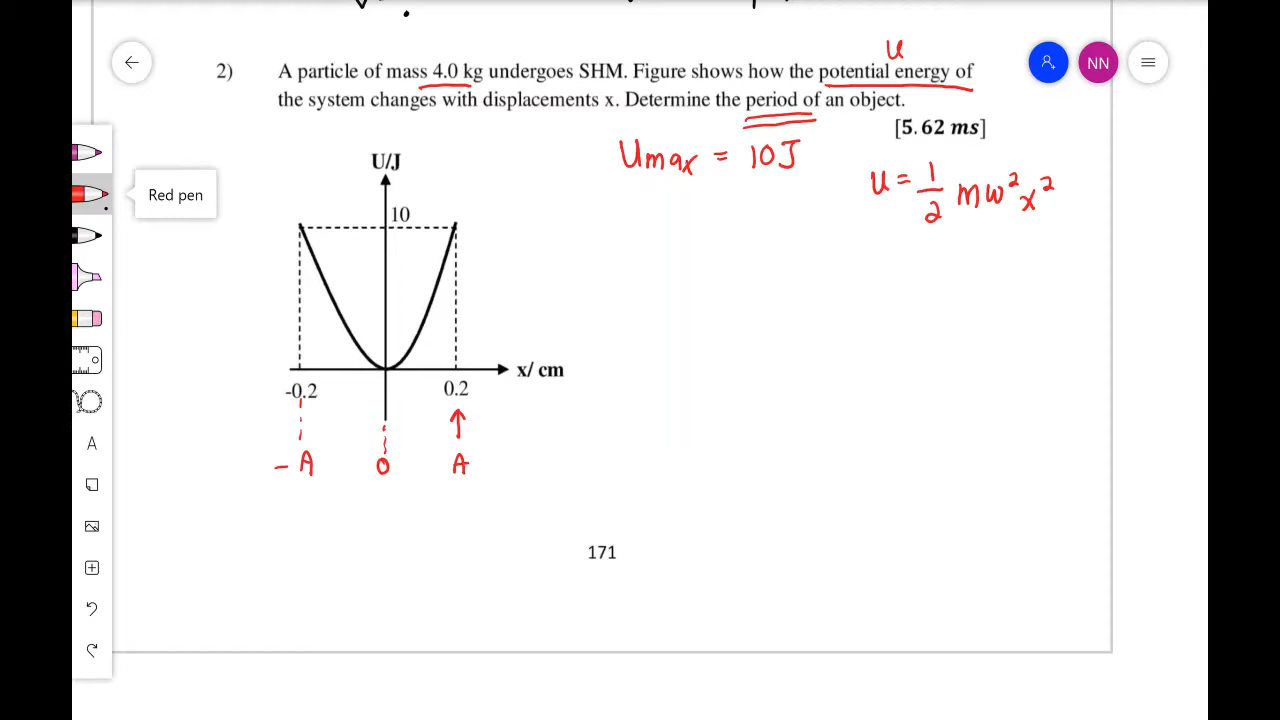 2) A particle of mass 4.0 kg undergoes SHM. Figure shows how the potential energy of
the system changes with displacements x. Determine the period of an object.
[5.62 ms]
u
Umax = 10J
u = 1/2 mω²x²
U/J
10
x/ cm
-0.2 0.2
-A 0 A
171
Red pen
NN
A